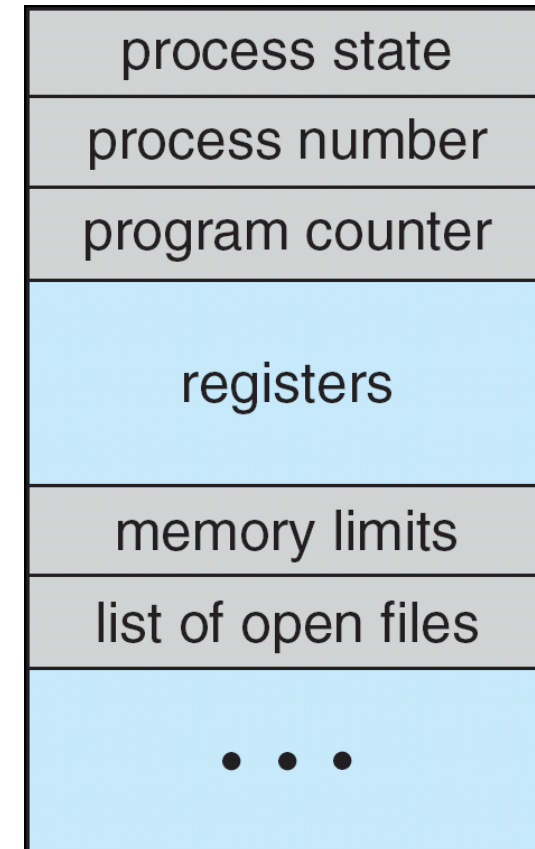 process state
process number
program counter
registers
memory limits
list of open files
• • •